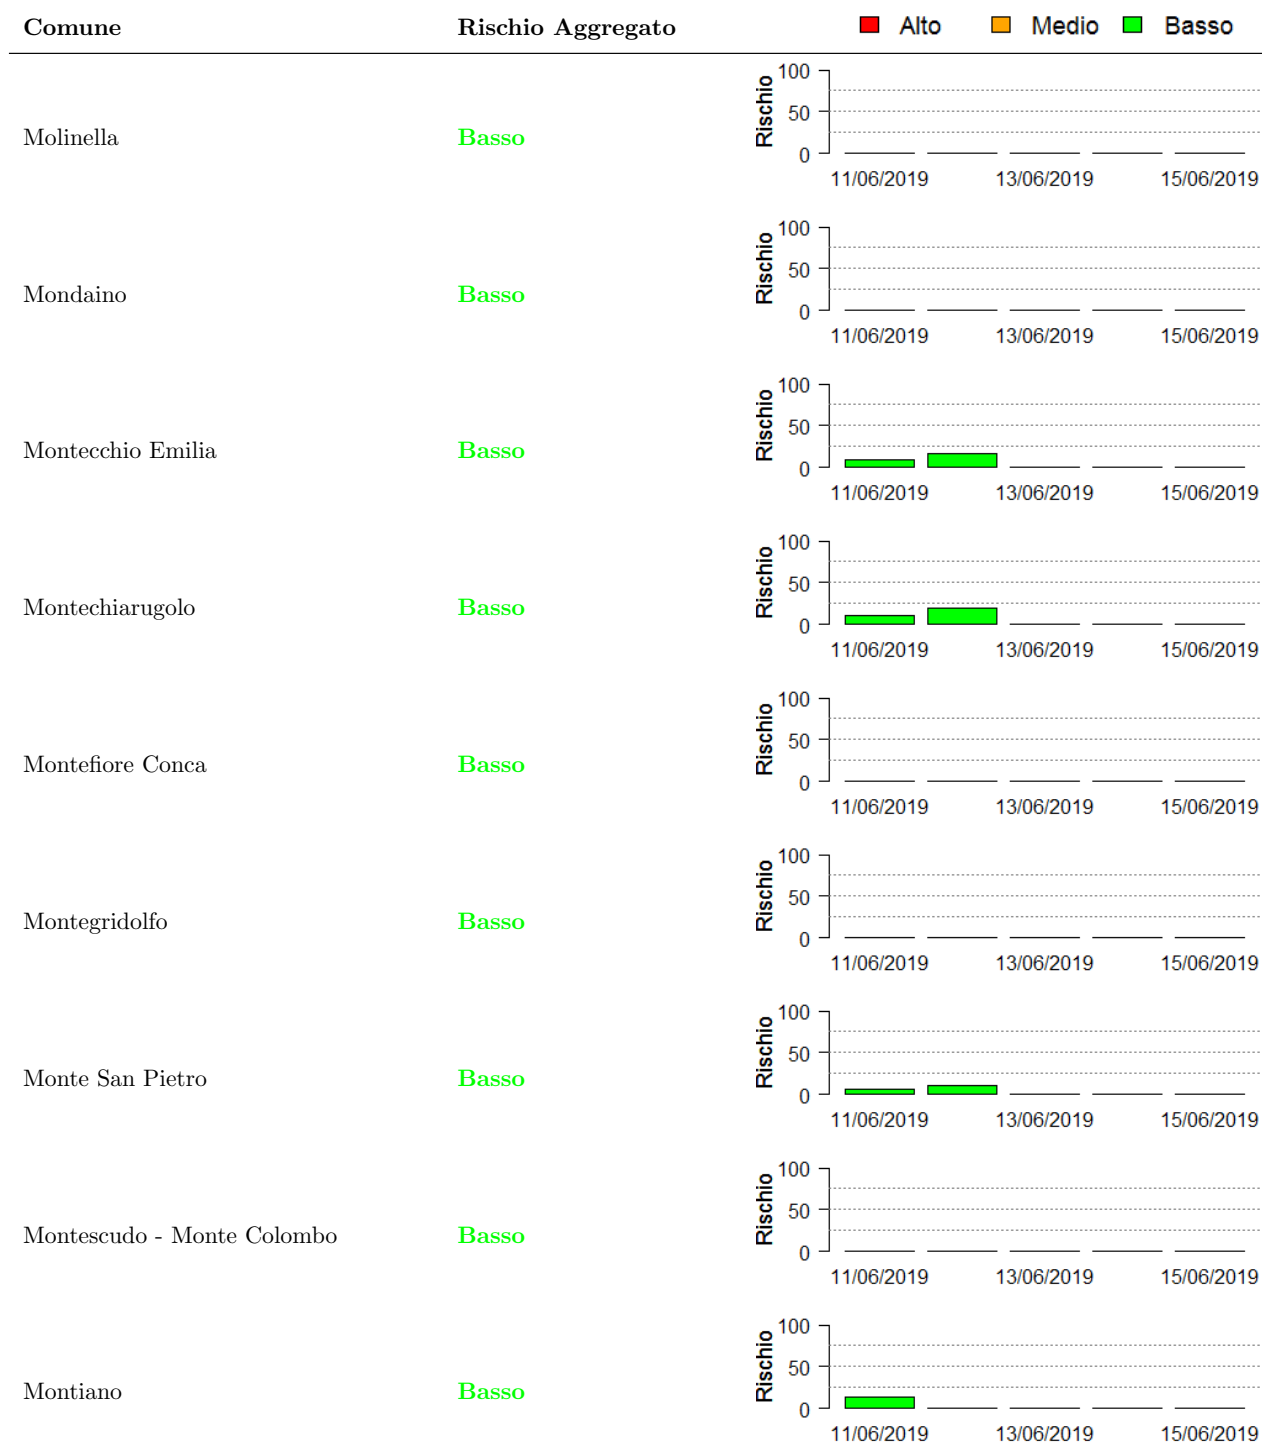 Comune Rischio Aggregato Alto Medio Basso
Molinella Basso Rischio 100 50 0
11/06/2019 13/06/2019 15/06/2019
Mondaino Basso Rischio 100 50 0
11/06/2019 13/06/2019 15/06/2019
Montecchio Emilia Basso Rischio 100 50 0
11/06/2019 13/06/2019 15/06/2019
Montechiarugolo Basso Rischio 100 50 0
11/06/2019 13/06/2019 15/06/2019
Montefiore Conca Basso Rischio 100 50 0
11/06/2019 13/06/2019 15/06/2019
Montegridolfo Basso Rischio 100 50 0
11/06/2019 13/06/2019 15/06/2019
Monte San Pietro Basso Rischio 100 50 0
11/06/2019 13/06/2019 15/06/2019
Montescudo - Monte Colombo Basso Rischio 100 50 0
11/06/2019 13/06/2019 15/06/2019
Montiano Basso Rischio 100 50 0
11/06/2019 13/06/2019 15/06/2019